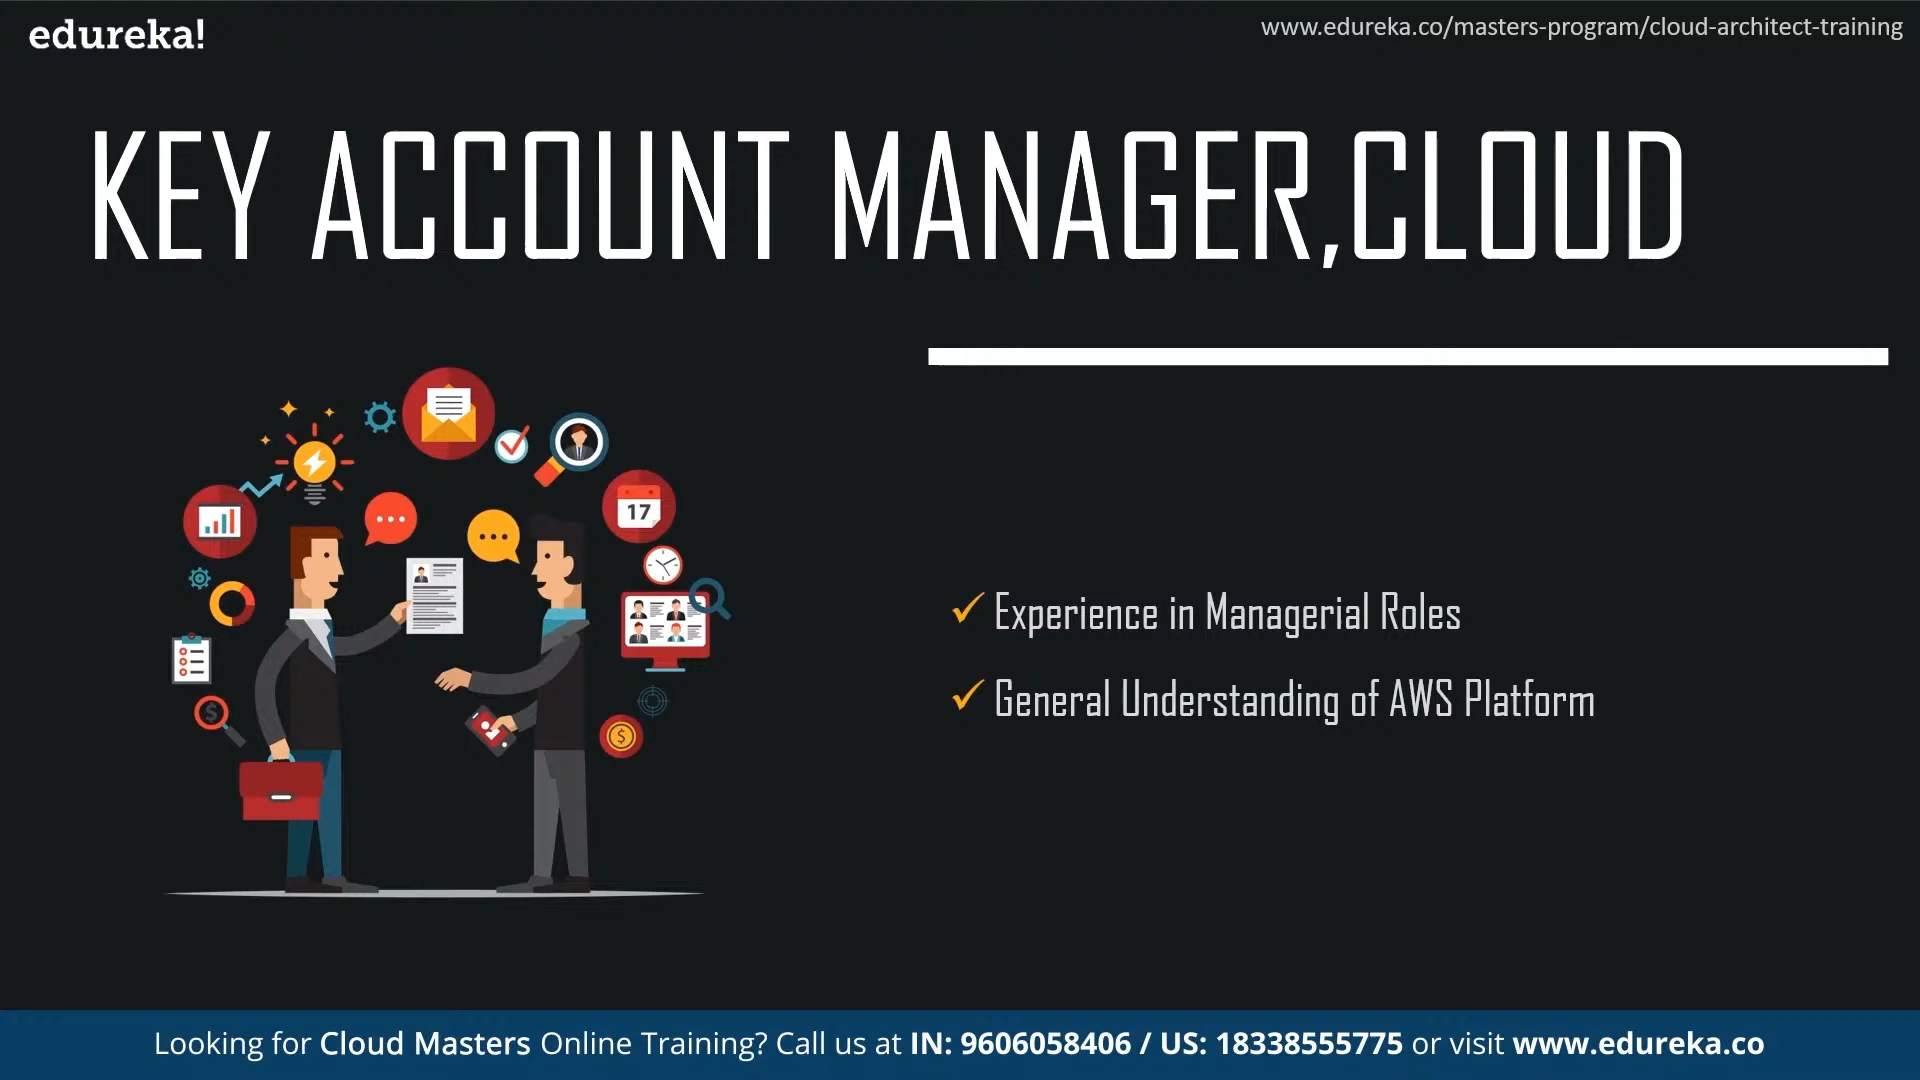 edureka!
www.edureka.co/masters-program/cloud-architect-training
KEY ACCOUNT MANAGER,CLOUD
17
Experience in Managerial Roles
General Understanding of AWS Platform
Looking for Cloud Masters Online Training? Call us at IN: 9606058406 / US: 18338555775 or visit www.edureka.co